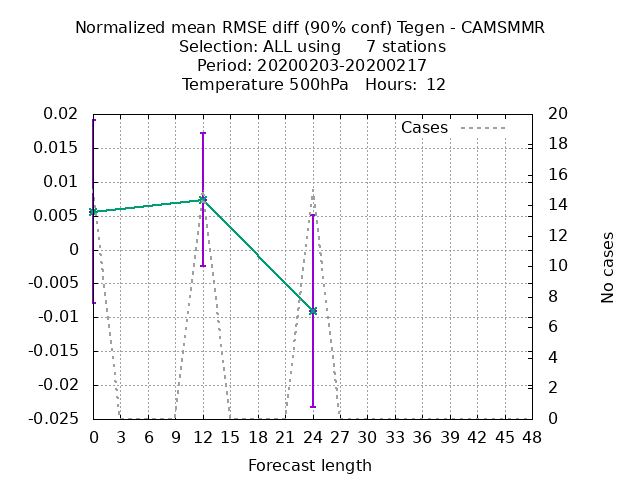 Normalized mean RMSE diff (90% conf) Tegen - CAMSMMR
Selection: ALL using     7 stations
Period: 20200203-20200217
Temperature 500hPa   Hours:  12
Cases
0.02
0.015
0.01
0.005
0
-0.005
-0.01
-0.015
-0.02
-0.025
20
18
16
14
12
10
8
6
4
2
0
No cases
0 3 6 9 12 15 18 21 24 27 30 33 36 39 42 45 48
Forecast length